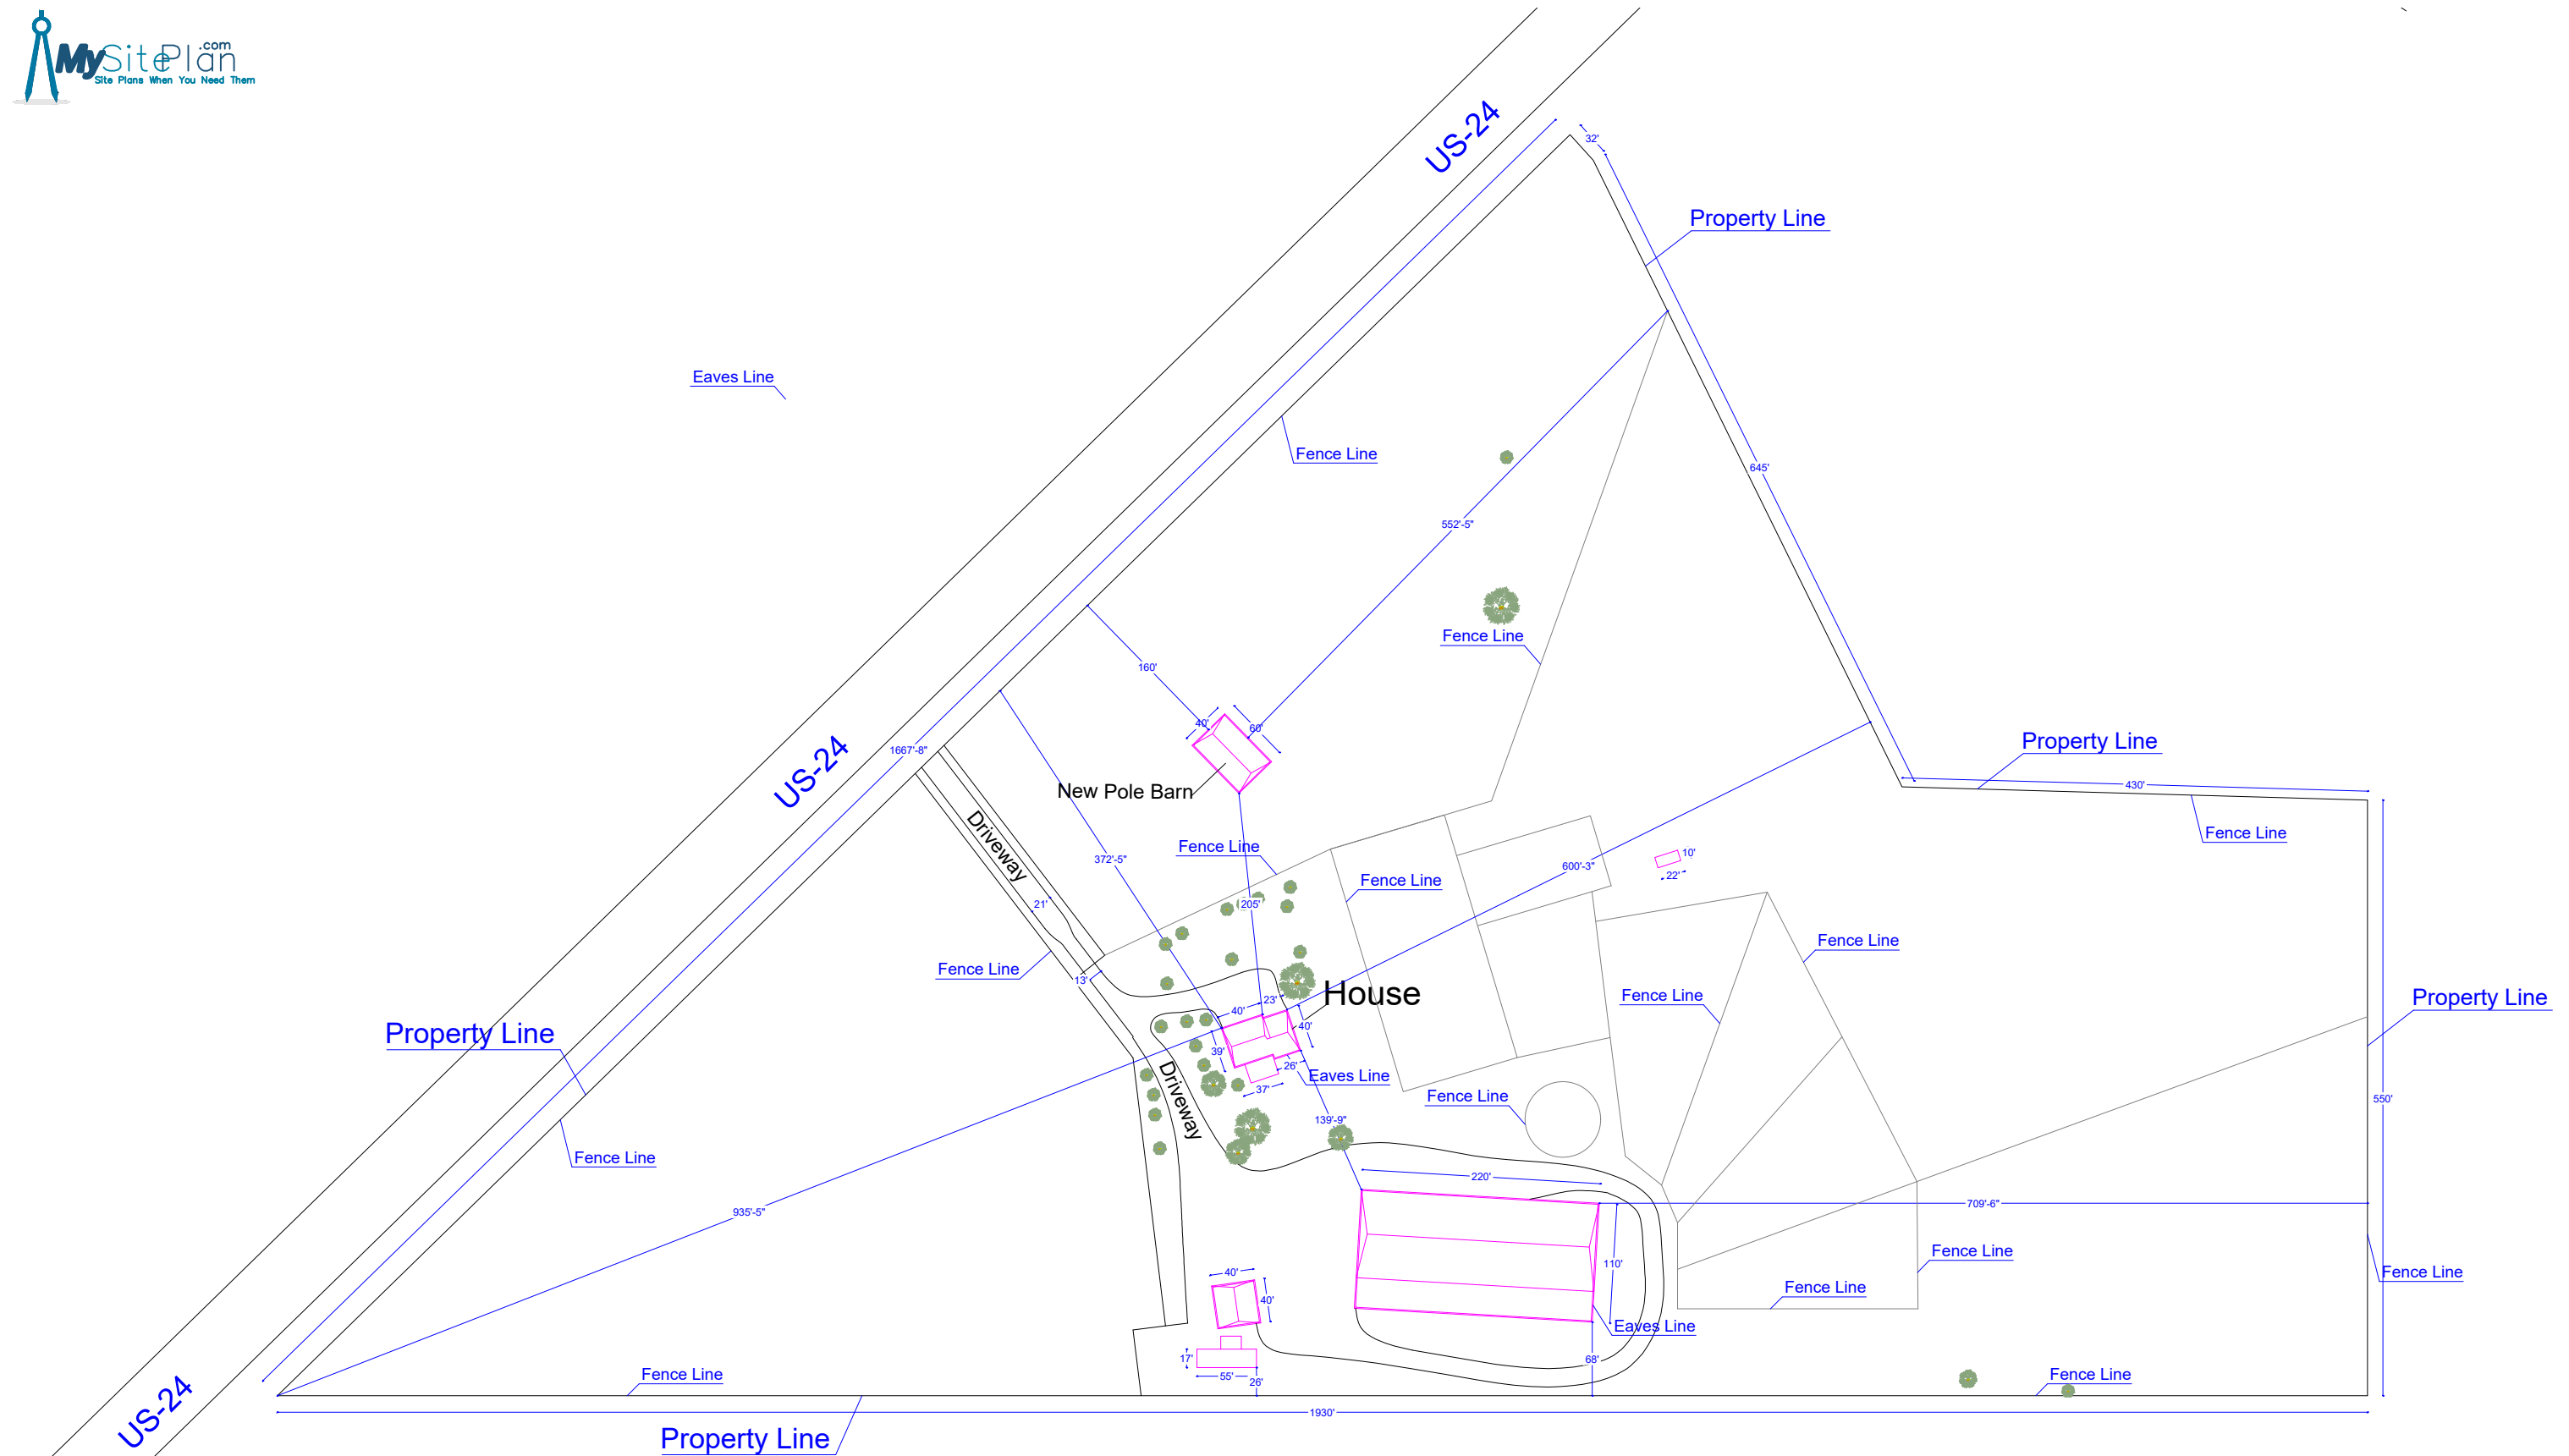 MySitePlan.com
Site Plans When You Need Them
US-24
32'
Property Line
Eaves Line
Fence Line
645'
552'-5"
Fence Line
160'
40'
60'
US-24
1667'-8"
Property Line
430'
New Pole Barn
Driveway
Fence Line
372'-5"
Fence Line
600'-3"
10'
22'
Fence Line
Fence Line
205'
21'
Fence Line
13'
House
Fence Line
Property Line
40'
23'
40'
39'
26'
37'
Eaves Line
Property Line
Driveway
Fence Line
139'-9"
550'
Fence Line
220'
935'-5"
709'-6"
110'
Fence Line
Fence Line
Fence Line
40'
40'
Eaves Line
17'
55'
26'
68'
Fence Line
Fence Line
US-24
1930'
Property Line